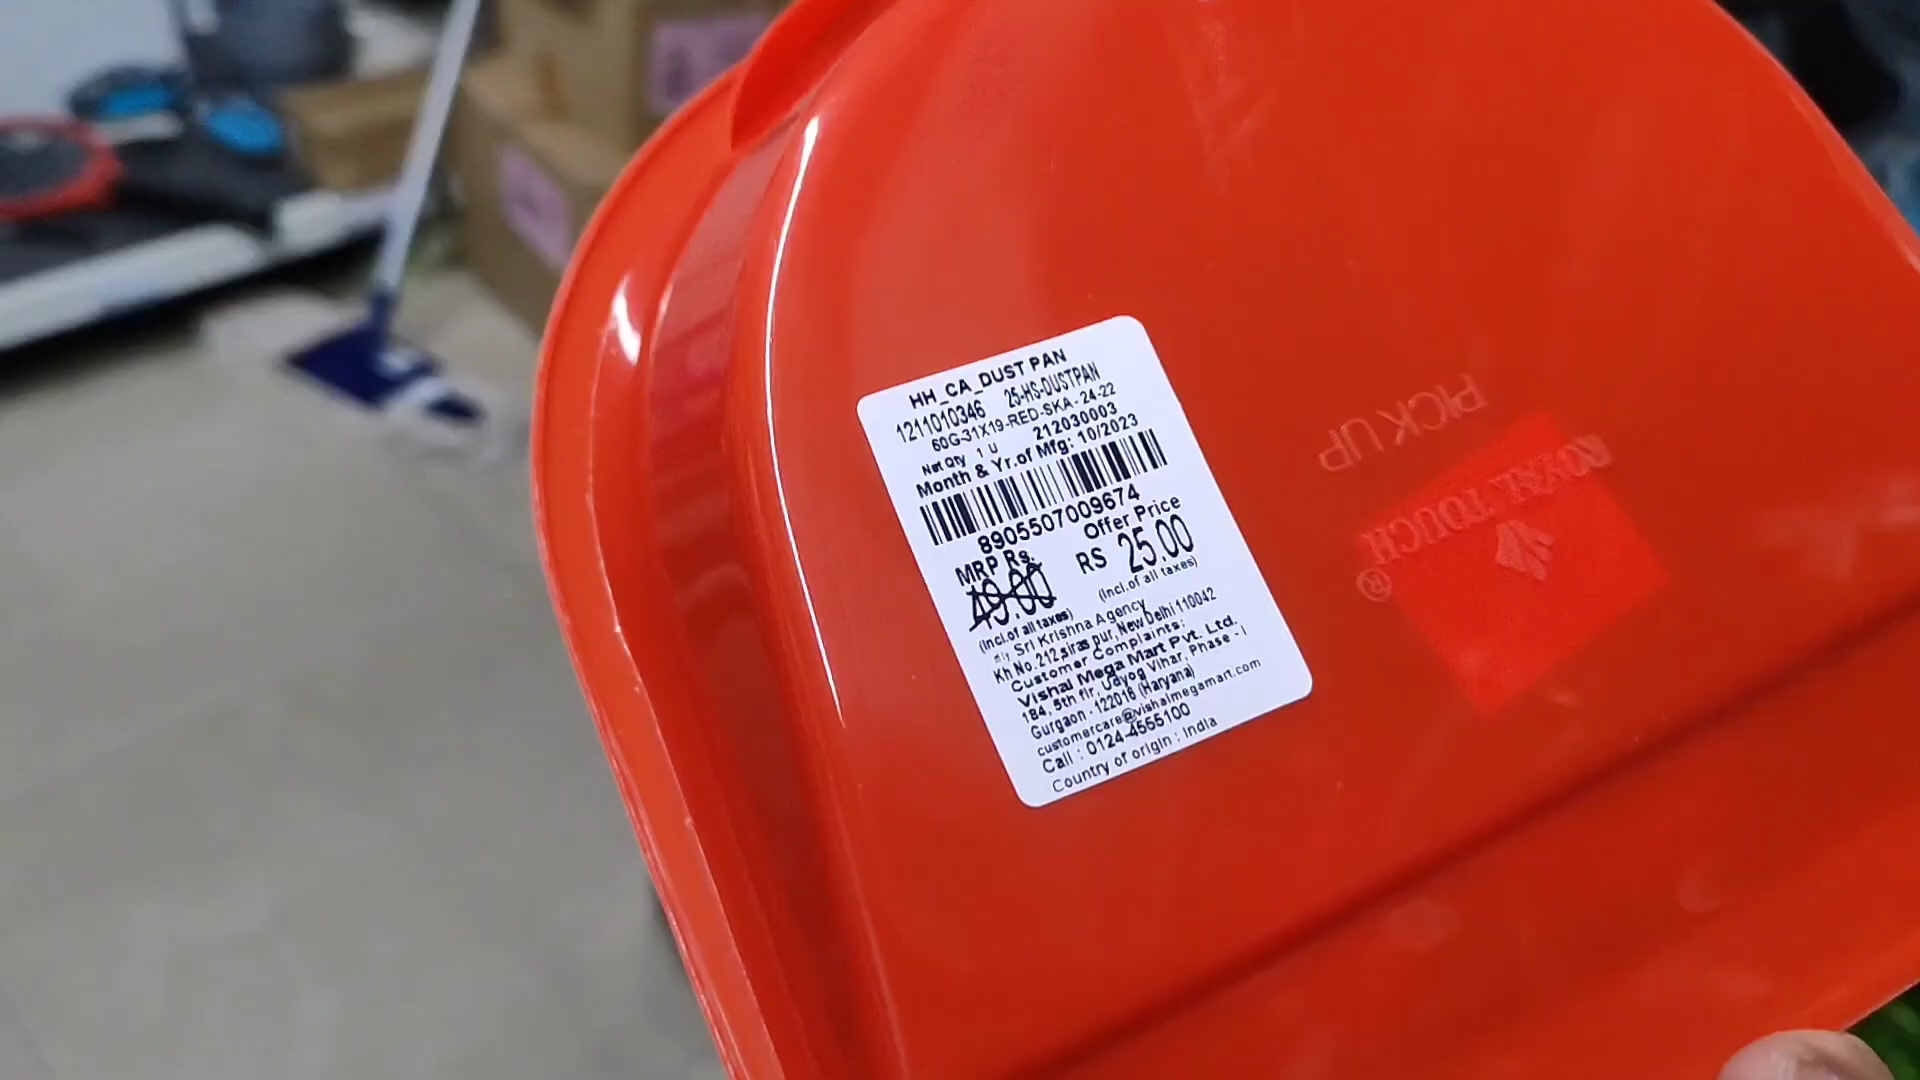 HH_CA_DUST PAN
1211010346 25-HS-DUSTPAN
60G-31X19-RED-SKA-24-22
Net Qty 1 U 212030003
Month & Yr.of Mfg: 10/2023
8905507009674
MRP Rs. Offer Price
49.00 RS 25.00
(Incl.of all taxes) (Incl.of all taxes)
Sri Krishna Agency
Kh No.212,siras pur, New Delhi 110042
Customer Complaints:
Vishal Mega Mart Pvt. Ltd.
184, 5th flr, Udyog Vihar, Phase - I
Gurgaon - 122016 (Haryana)
customercare@vishalmegamart.com
Call : 0124-4565100
Country of origin : India
PICK UP
ROYAL TOUCH
®